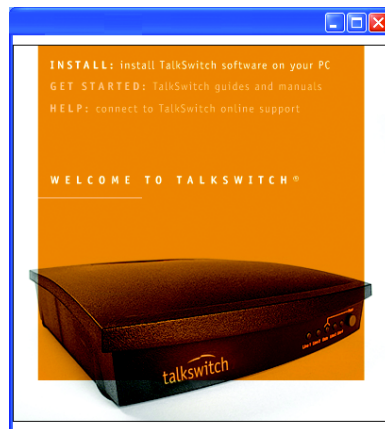 INSTALL: install TalkSwitch software on your PC
GET STARTED: TalkSwitch guides and manuals
HELP: connect to TalkSwitch online support
WELCOME TO TALKSWITCH®
talkswitch